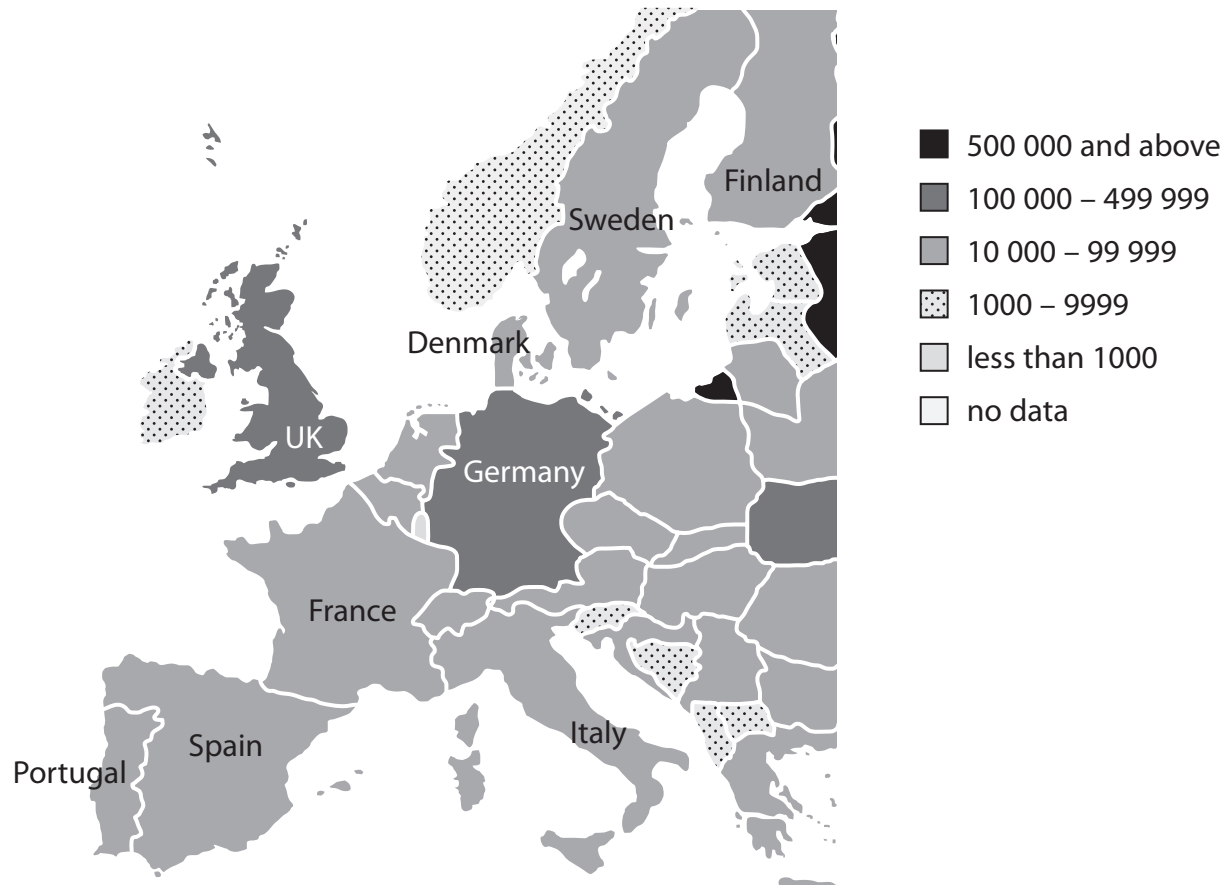 500 000 and above
100 000 – 499 999
10 000 – 99 999
1000 – 9999
less than 1000
no data
Finland
Sweden
Denmark
UK
Germany
France
Italy
Spain
Portugal